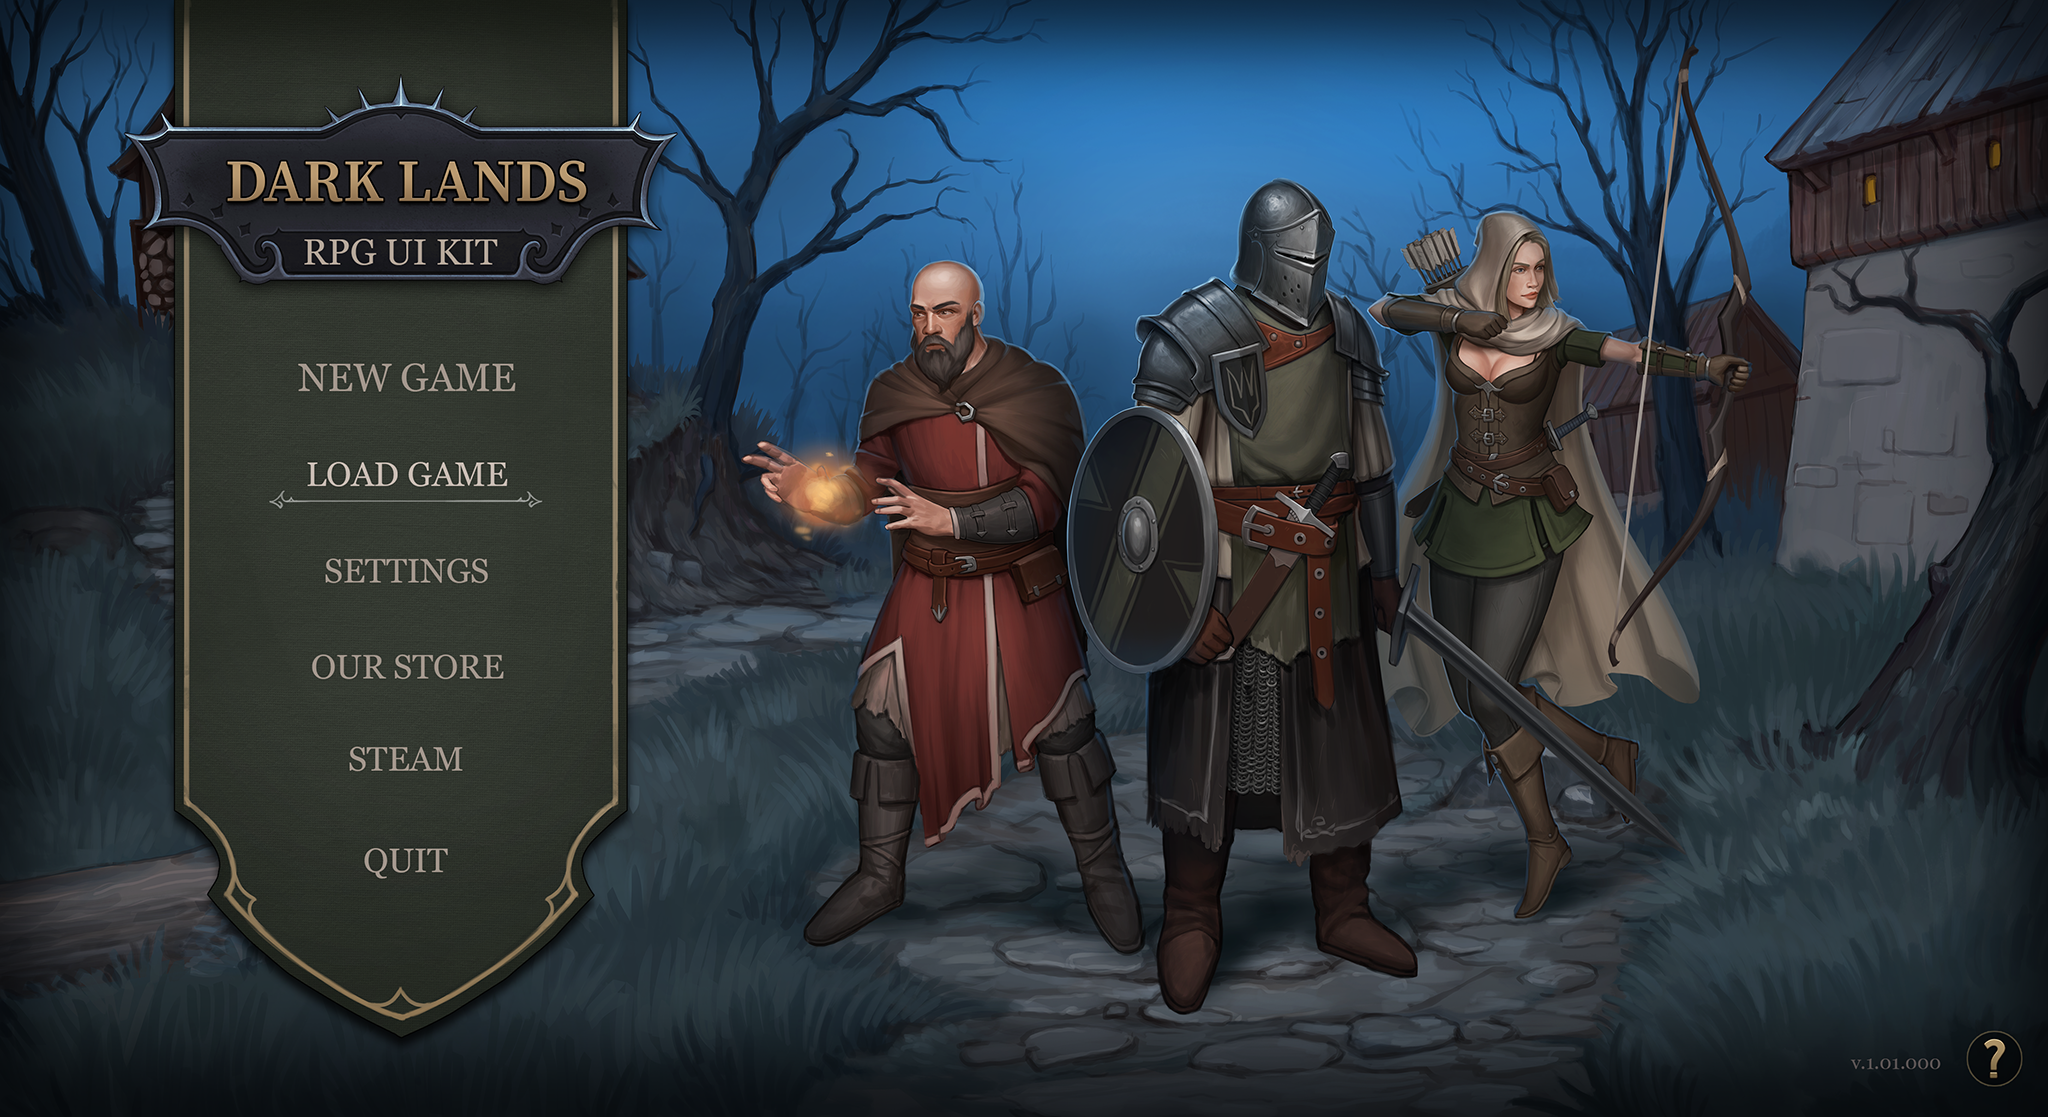 DARK LANDS
RPG UI KIT
NEW GAME
LOAD GAME
SETTINGS
OUR STORE
STEAM
QUIT
v.1.01.000
?